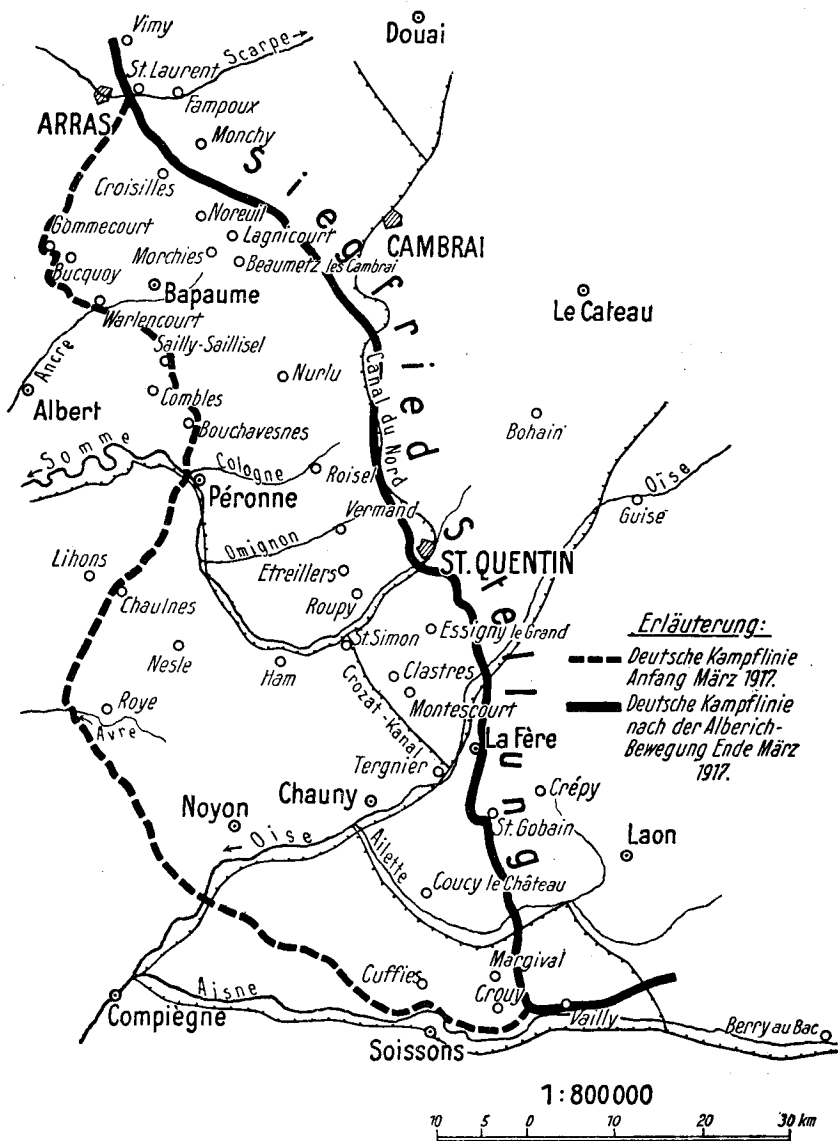 Vimy
Douai
Scarpe
St. Laurent
Fampoux
ARRAS
Monchy
Croisilles
Siegfried Stellung
Noreuil
Gommecourt
Lagnicourt
CAMBRAI
Morchies
Beaumetz les Cambrai
Bucquoy
Bapaume
Le Cateau
Warlencourt
Sailly-Saillisel
Ancre
Nurlu
Canal du Nord
Albert
Combles
Bohain
Bouchavesnes
Somme
Cologne
Roisel
Péronne
Oïse
Guise
Vermand
Omignon
ST. QUENTIN
Lihons
Etreillers
Chaulnes
Roupy
Essigny le Grand
St. Simon
Nesle
Ham
Clastres
Crozat-Kanal
Montescourt
Roye
Avre
La Fère
Tergnier
Chauny
Crépy
Noyon
St. Gobain
Oise
Laon
Ailette
Coucy le Château
Margival
Cuffies
Aisne
Crouy
Compiègne
Vailly
Soissons
Berry au Bac
Erläuterung:
Deutsche Kampflinie
Anfang März 1917.
Deutsche Kampflinie
nach der Alberich-
Bewegung Ende März
1917.
1:800000
10 5 0 10 20 30 km